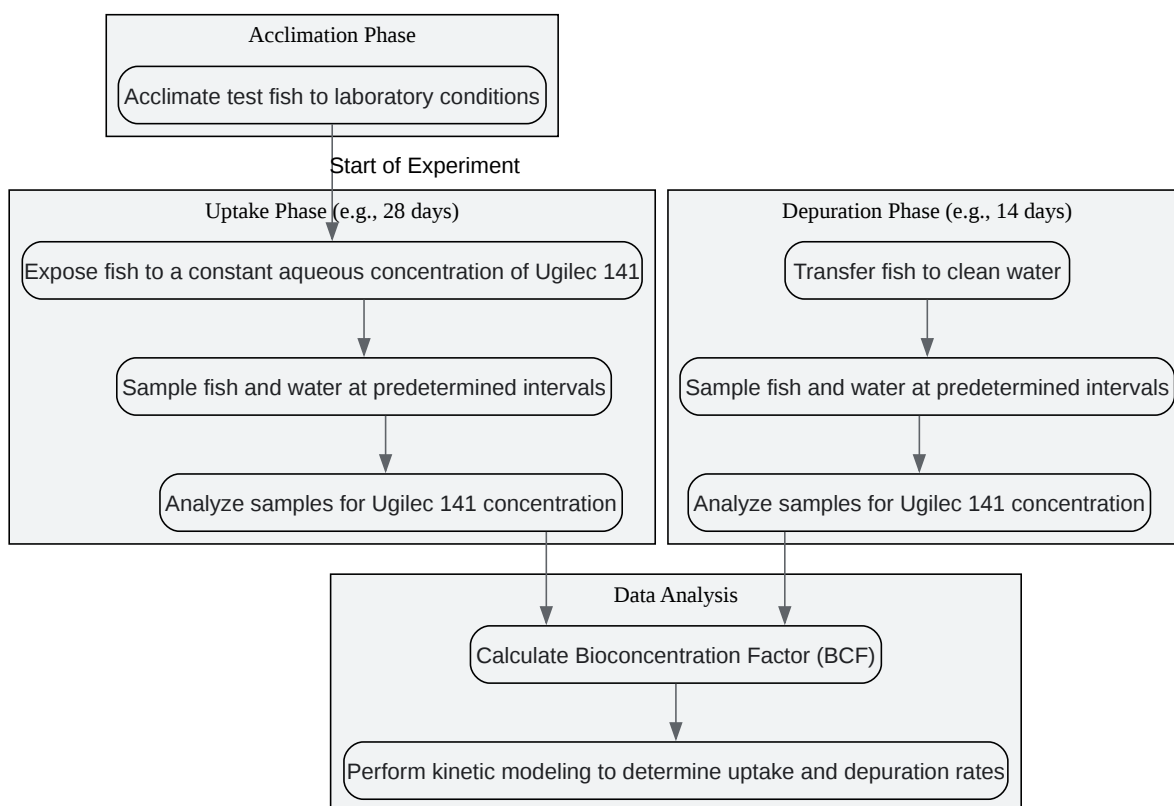 Acclimation Phase
Acclimate test fish to laboratory conditions
Start of Experiment
Uptake Phase (e.g., 28 days)
Expose fish to a constant aqueous concentration of Ugilec 141
Sample fish and water at predetermined intervals
Analyze samples for Ugilec 141 concentration
Depuration Phase (e.g., 14 days)
Transfer fish to clean water
Sample fish and water at predetermined intervals
Analyze samples for Ugilec 141 concentration
Data Analysis
Calculate Bioconcentration Factor (BCF)
Perform kinetic modeling to determine uptake and depuration rates